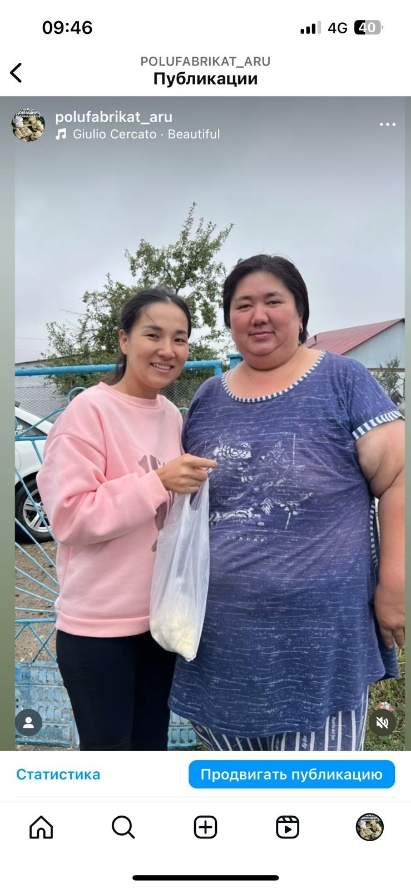 09:46
4G 40
POLUFABRIKAT_ARU
Публикации
polufabrikat_aru
Giulio Cercato · Beautiful
Статистика
Продвигать публикацию